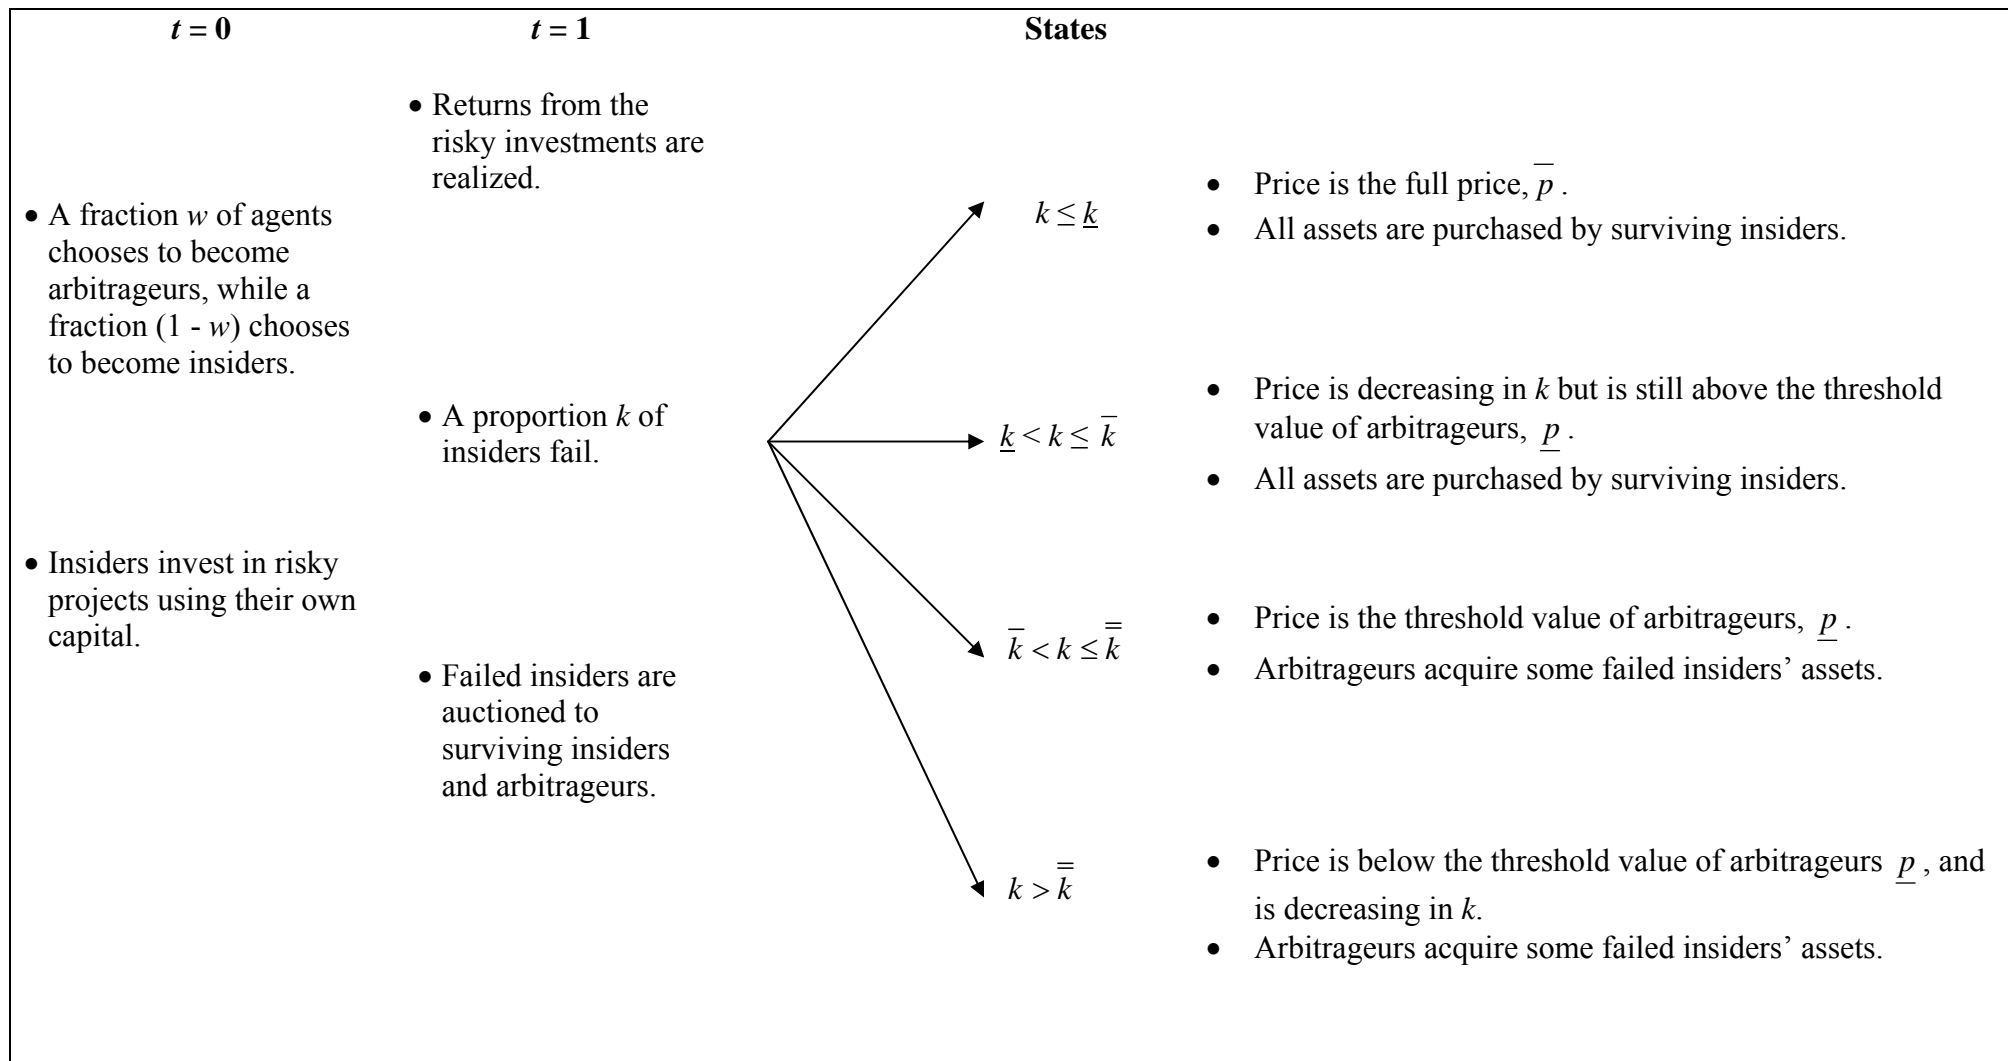 t = 0
t = 1
States
• A fraction w of agents
chooses to become
arbitrageurs, while a
fraction (1 - w) chooses
to become insiders.
• Insiders invest in risky
projects using their own
capital.
• Returns from the
risky investments are
realized.
• A proportion k of
insiders fail.
• Failed insiders are
auctioned to
surviving insiders
and arbitrageurs.
k ≤ k̲
• Price is the full price, p̅ .
• All assets are purchased by surviving insiders.
k̲ < k ≤ k̅
• Price is decreasing in k but is still above the threshold
value of arbitrageurs, p̲ .
• All assets are purchased by surviving insiders.
k̅ < k ≤ k̿
• Price is the threshold value of arbitrageurs, p̲ .
• Arbitrageurs acquire some failed insiders’ assets.
k > k̿
• Price is below the threshold value of arbitrageurs p̲ , and
is decreasing in k.
• Arbitrageurs acquire some failed insiders’ assets.